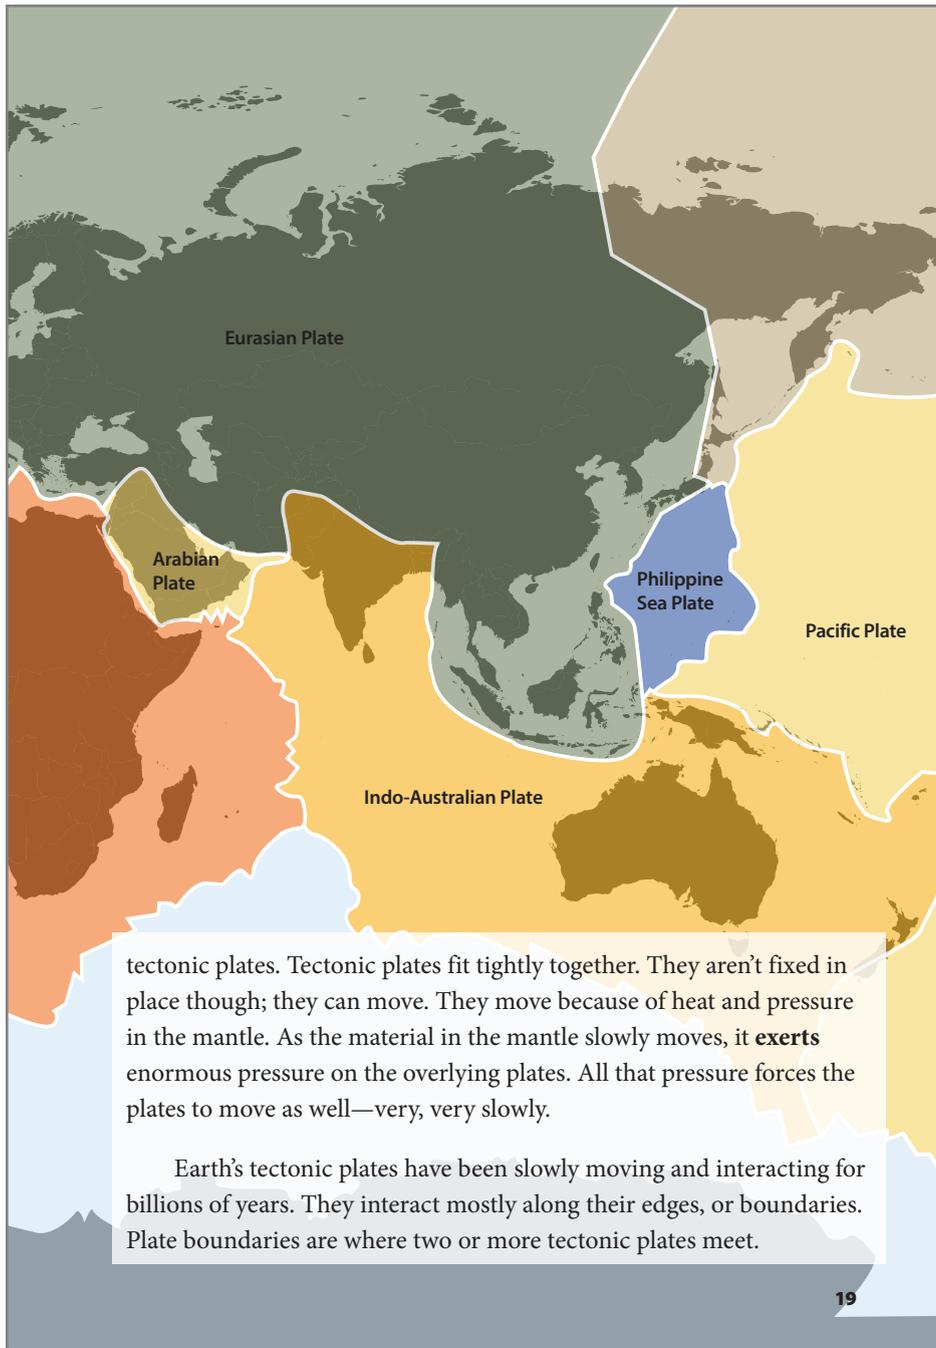 Eurasian Plate
Arabian
Plate
Philippine
Sea Plate
Pacific Plate
Indo-Australian Plate
tectonic plates. Tectonic plates fit tightly together. They aren’t fixed in
place though; they can move. They move because of heat and pressure
in the mantle. As the material in the mantle slowly moves, it exerts
enormous pressure on the overlying plates. All that pressure forces the
plates to move as well—very, very slowly.
Earth’s tectonic plates have been slowly moving and interacting for
billions of years. They interact mostly along their edges, or boundaries.
Plate boundaries are where two or more tectonic plates meet.
19